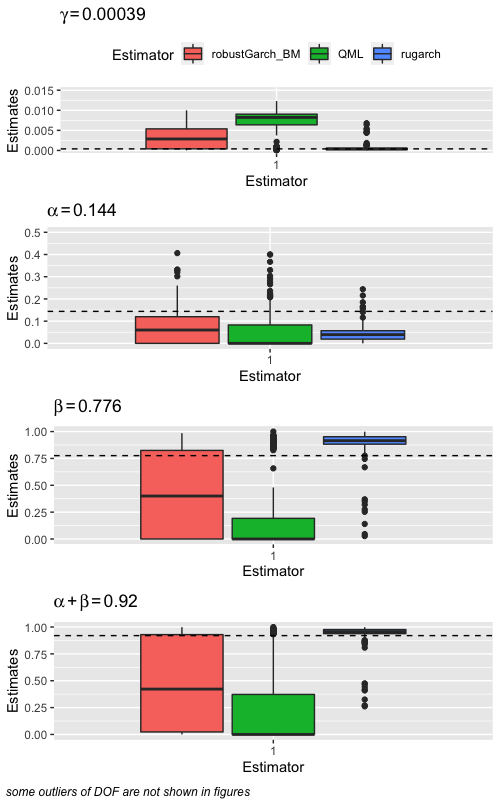 γ = 0.00039
Estimator robustGarch_BM QML rugarch
Estimates
0.015
0.010
0.005
0.000
1
Estimator
α = 0.144
Estimates
0.5
0.4
0.3
0.2
0.1
0.0
1
Estimator
β = 0.776
Estimates
1.00
0.75
0.50
0.25
0.00
1
Estimator
α + β = 0.92
Estimates
1.00
0.75
0.50
0.25
0.00
1
Estimator
some outliers of DOF are not shown in figures